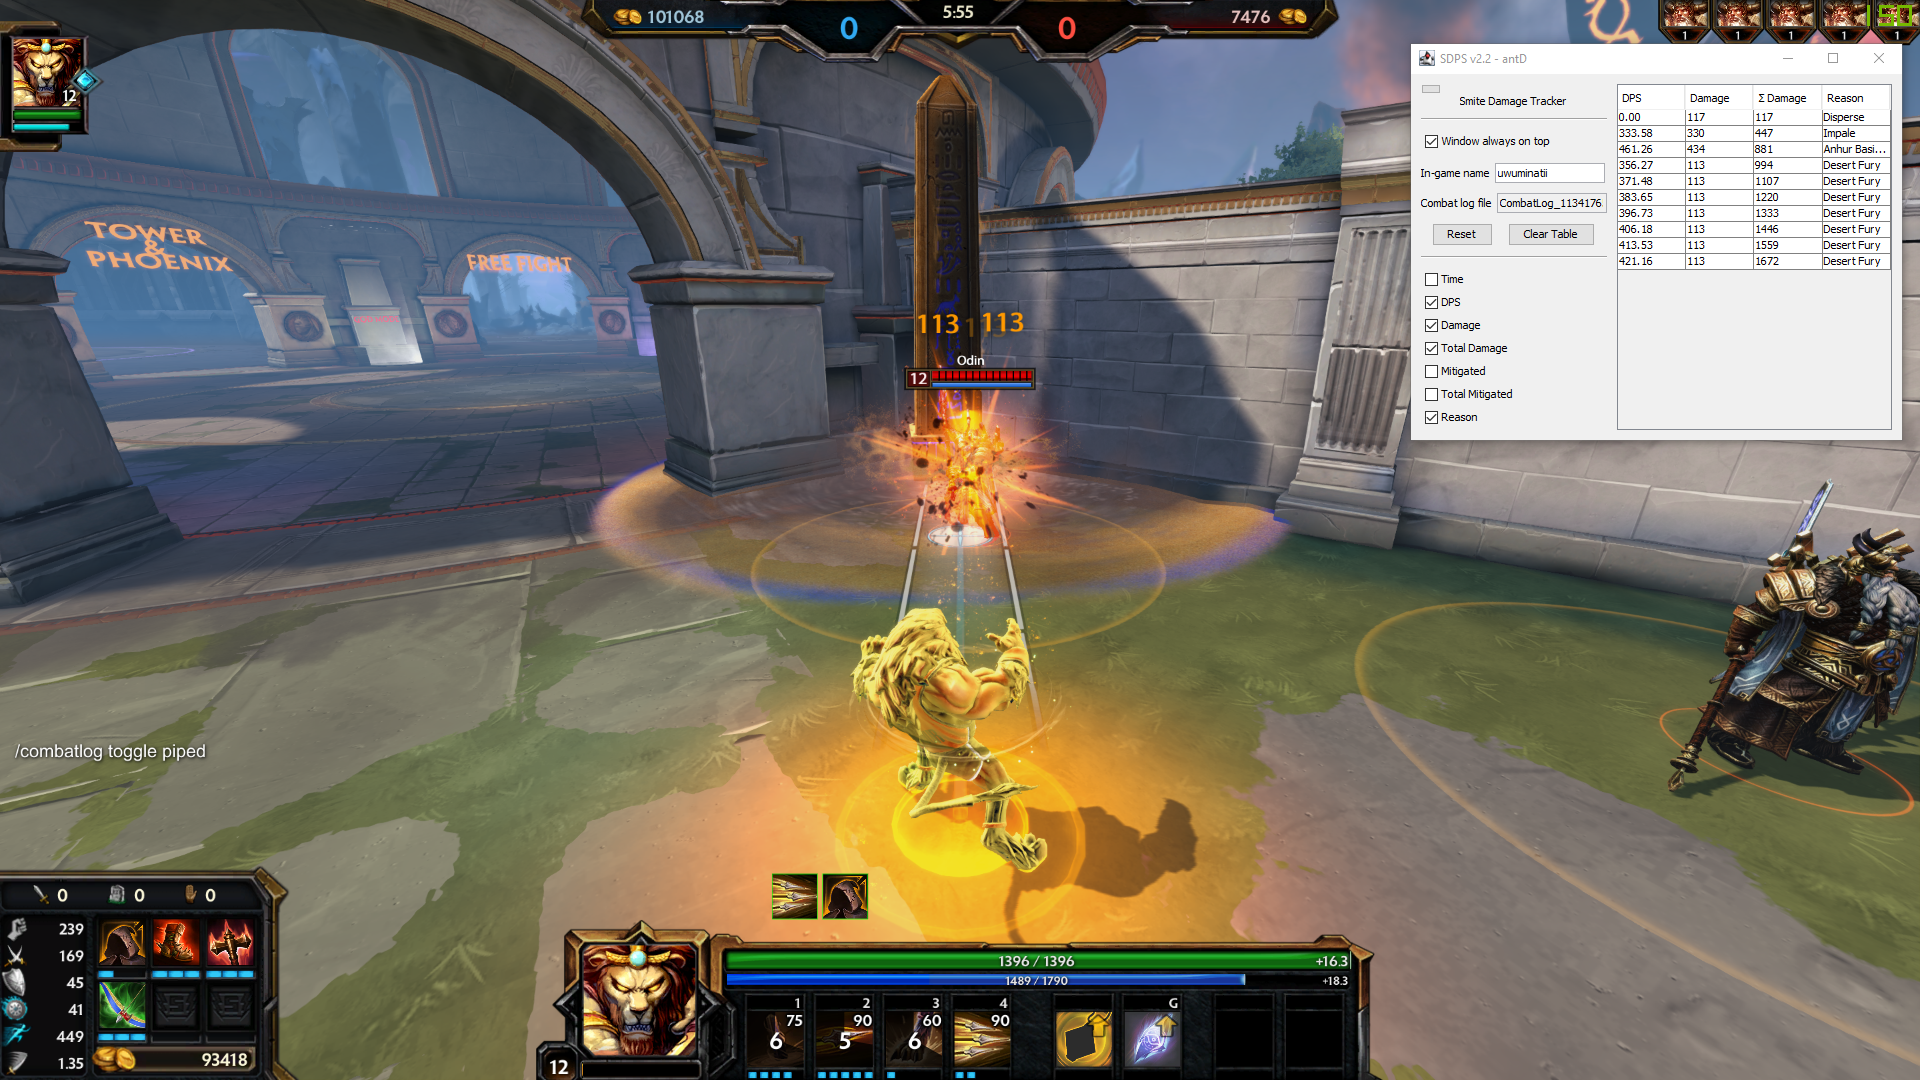 101068
0
5:55
0
7476
150
1
1
1
1
1
12
SDPS v2.2 - antD
Smite Damage Tracker
Window always on top
In-game name uwuminatii
Combat log file CombatLog_1134176
Reset Clear Table
Time
DPS
Damage
Total Damage
Mitigated
Total Mitigated
Reason
DPS Damage Σ Damage Reason
0.00 117 117 Disperse
333.58 330 447 Impale
461.26 434 881 Anhur Basi...
356.27 113 994 Desert Fury
371.48 113 1107 Desert Fury
383.65 113 1220 Desert Fury
396.73 113 1333 Desert Fury
406.18 113 1446 Desert Fury
413.53 113 1559 Desert Fury
421.16 113 1672 Desert Fury
TOWER
&
PHOENIX
FREE FIGHT
113 113
Odin
12
/combatlog toggle piped
0 0 0
239
169
45
41
449
1.35
93418
1396 / 1396 +16.3
1489 / 1790 +18.3
1 2 3 4 G
75 90 60 90
6 5 6
12